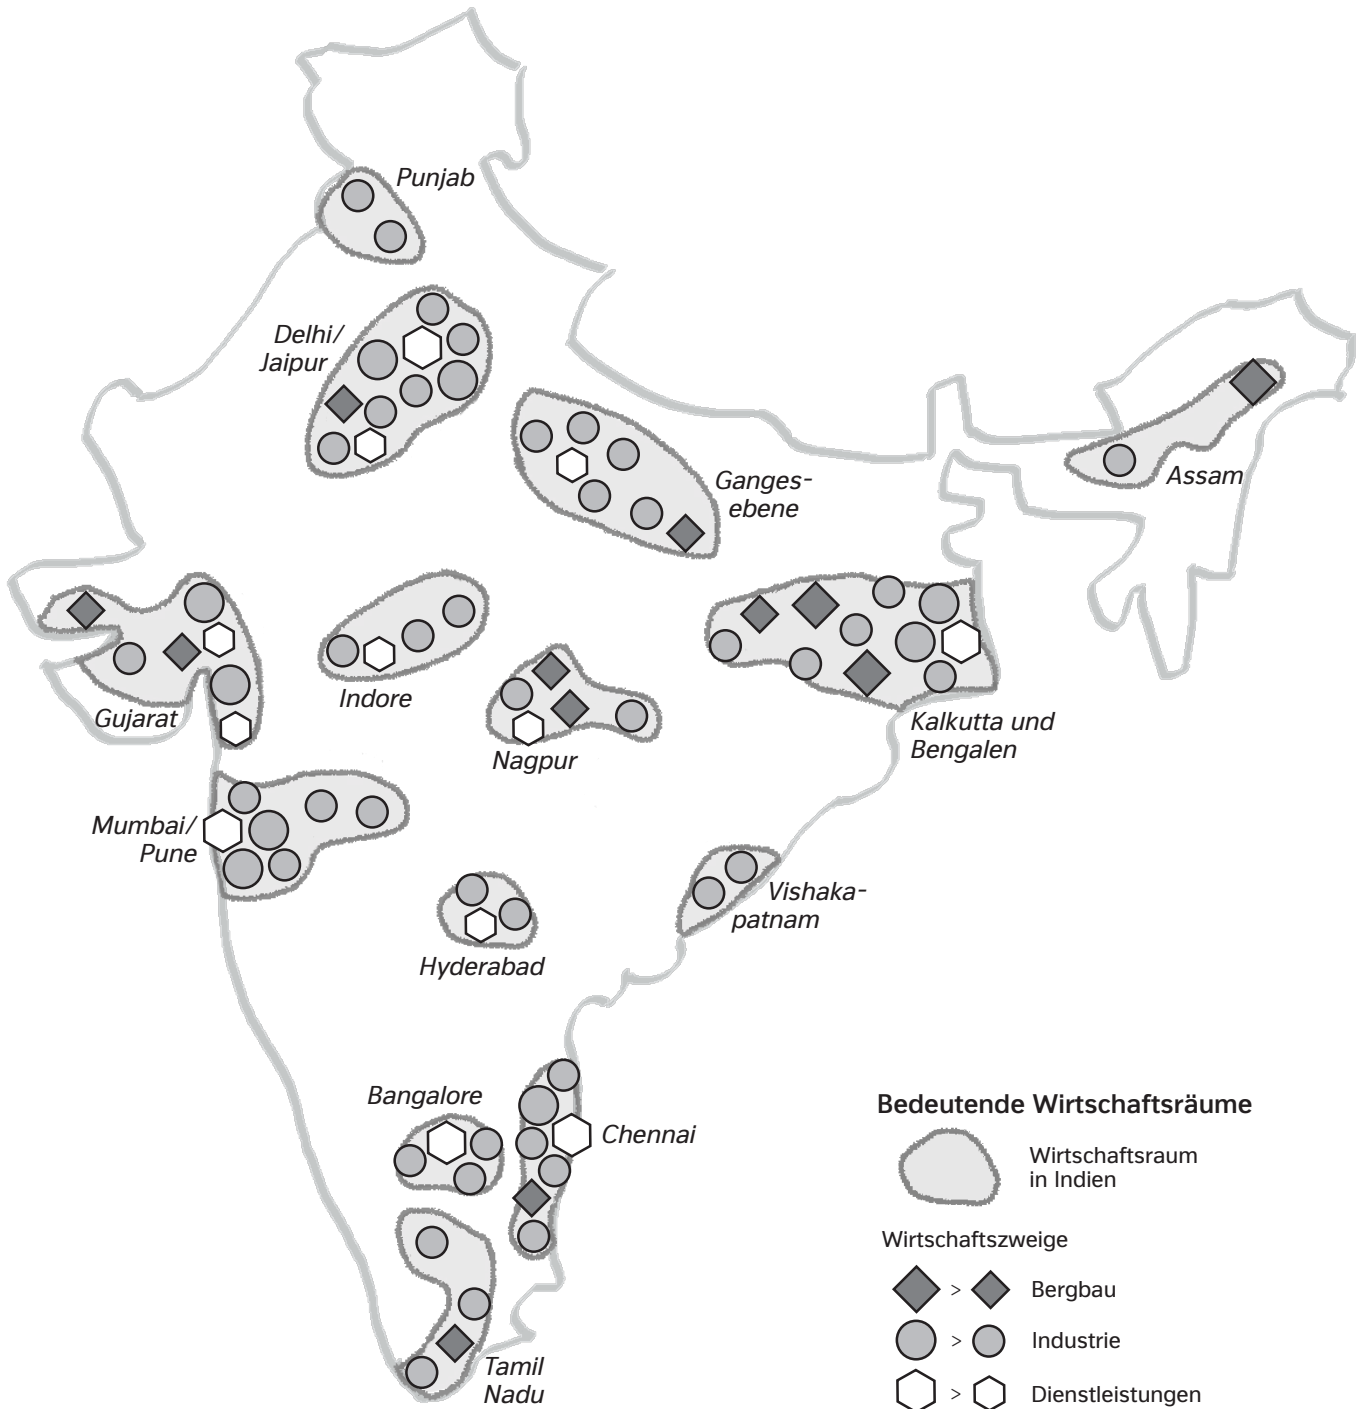 Punjab
Delhi/
Jaipur
Ganges-
ebene
Assam
Gujarat
Indore
Nagpur
Kalkutta und
Bengalen
Mumbai/
Pune
Vishaka-
patnam
Hyderabad
Bangalore
Chennai
Tamil
Nadu
Bedeutende Wirtschaftsräume
Wirtschaftsraum
in Indien
Wirtschaftszweige
> Bergbau
> Industrie
> Dienstleistungen